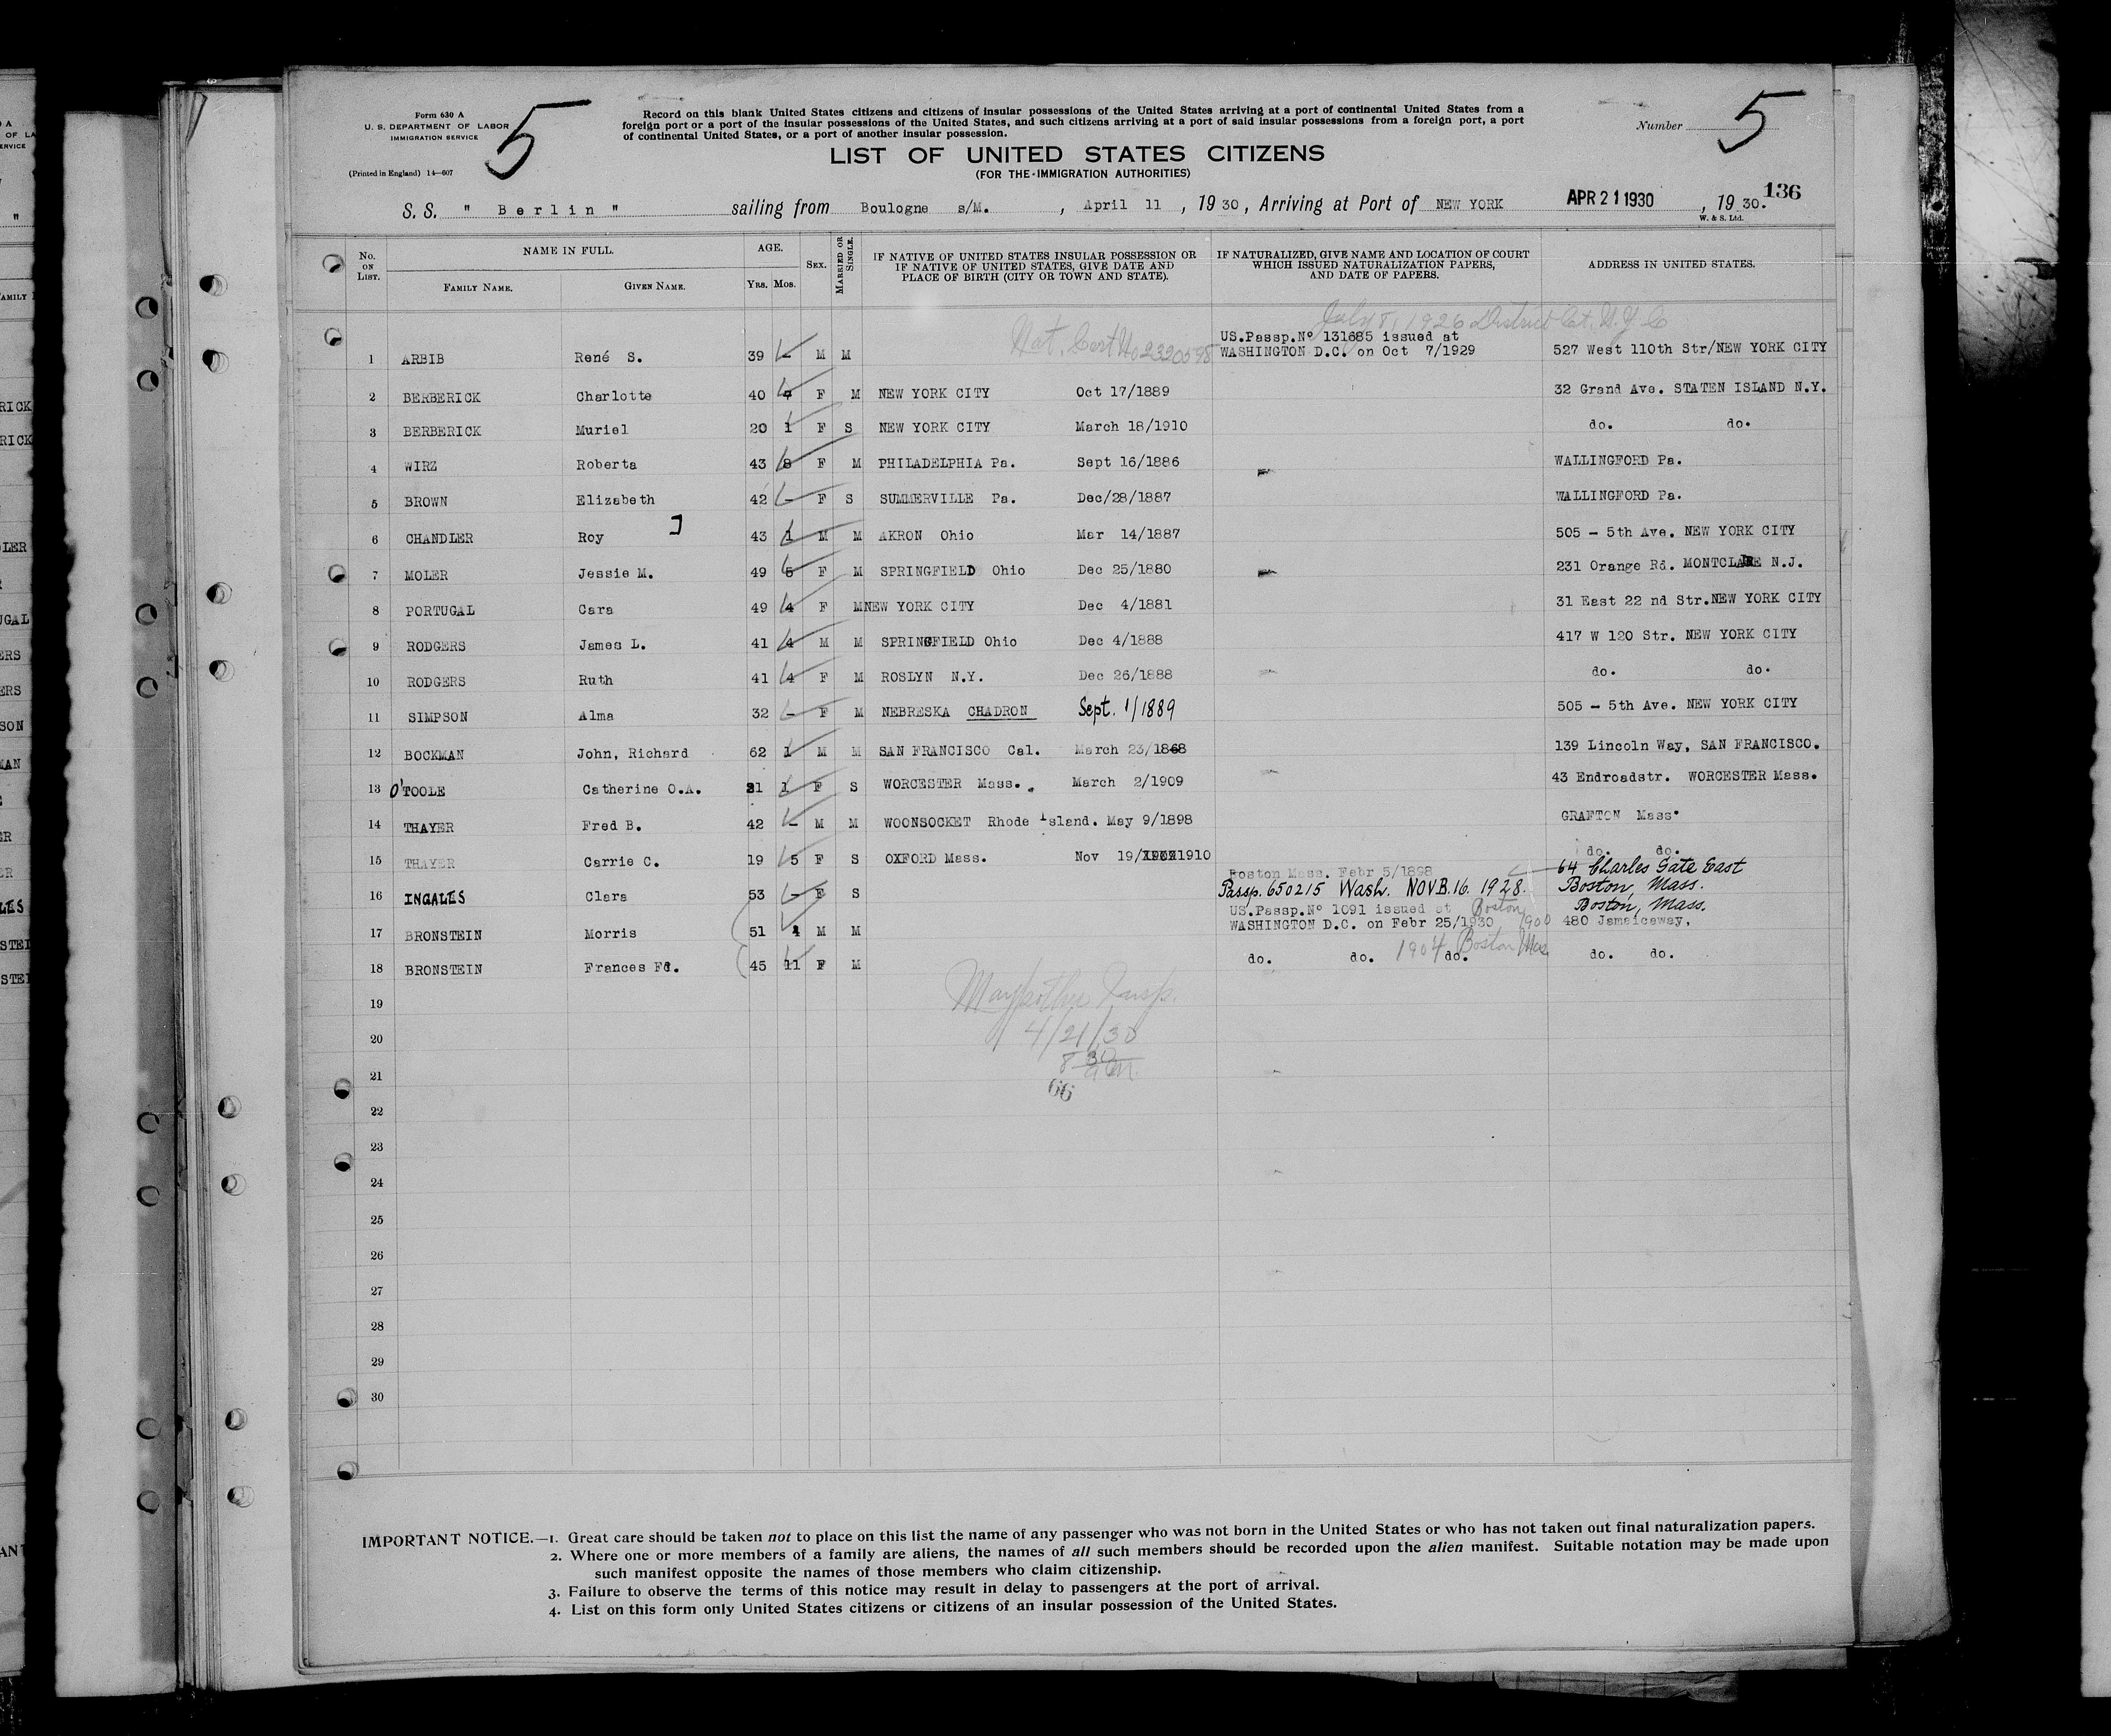 Form 630 A
U. S. DEPARTMENT OF LABOR
IMMIGRATION SERVICE
(Printed in England) 14—607
5
Record on this blank United States citizens and citizens of insular possessions of the United States arriving at a port of continental United States from a
foreign port or a port of the insular possessions of the United States, and such citizens arriving at a port of said insular possessions from a foreign port, a port
of continental United States, or a port of another insular possession.
Number 5
LIST OF UNITED STATES CITIZENS
(FOR THE IMMIGRATION AUTHORITIES)
S. S. " Berlin " sailing from Boulogne s/M. , April 11 , 19 30, Arriving at Port of NEW YORK APR 21 1930 , 19 30. 136
W. & S. Ltd.
No. ON LIST. NAME IN FULL. AGE. SEX. MARRIED OR SINGLE. IF NATIVE OF UNITED STATES INSULAR POSSESSION OR IF NATIVE OF UNITED STATES, GIVE DATE AND PLACE OF BIRTH (CITY OR TOWN AND STATE). IF NATURALIZED, GIVE NAME AND LOCATION OF COURT WHICH ISSUED NATURALIZATION PAPERS, AND DATE OF PAPERS. ADDRESS IN UNITED STATES.
FAMILY NAME. GIVEN NAME. Yrs. Mos.
July 8, 1926 District Ct. N.Y.C
Nat. Cert No 2320598 US.Passp.Nº 131685 issued at
1 ARBIB René S. 39 - M M WASHINGTON D.C. on Oct 7/1929 527 West 110th Str/NEW YORK CITY
2 BERBERICK Charlotte 40 F M NEW YORK CITY Oct 17/1889 32 Grand Ave. STATEN ISLAND N.Y.
3 BERBERICK Muriel 20 1 F S NEW YORK CITY March 18/1910 do. do.
4 WIRZ Roberta 43 8 F M PHILADELPHIA Pa. Sept 16/1886 WALLINGFORD Pa.
5 BROWN Elizabeth 42 - F S SUMMERVILLE Pa. Dec/28/1887 WALLINGFORD Pa.
6 CHANDLER Roy 43 1 M M AKRON Ohio Mar 14/1887 505 - 5th Ave. NEW YORK CITY
7 MOLER Jessie M. 49 5 F M SPRINGFIELD Ohio Dec 25/1880 231 Orange Rd. MONTCLARE N.J.
8 PORTUGAL Cara 49 4 F M NEW YORK CITY Dec 4/1881 31 East 22 nd Str.NEW YORK CITY
9 RODGERS James L. 41 4 M M SPRINGFIELD Ohio Dec 4/1888 417 W 120 Str. NEW YORK CITY
10 RODGERS Ruth 41 4 F M ROSLYN N.Y. Dec 26/1888 do. do.
11 SIMPSON Alma 32 - F M NEBRESKA CHADRON Sept. 1/1889 505 - 5th Ave. NEW YORK CITY
12 BOCKMAN John, Richard 62 1 M M SAN FRANCISCO Cal. March 23/1868 139 Lincoln Way, SAN FRANCISCO.
13 O'TOOLE Catherine O.A. 21 1 F S WORCESTER Mass. March 2/1909 43 Endroadstr. WORCESTER Mass.
14 THAYER Fred B. 42 - M M WOONSOCKET Rhode Island. May 9/1898 GRAFTON Mass.
15 THAYER Carrie C. 19 5 F S OXFORD Mass. Nov 19/1910 do. do.
Boston Mass. Febr 5/1898 64 Charles Gate East
16 INGALLS Clara 53 - F S Passp. 650215 Wash. NOVB. 16. 1928. Boston, Mass.
US.Passp.Nº 1091 issued at Boston Boston, Mass.
17 BRONSTEIN Morris 51 4 M M WASHINGTON D.C. on Febr 25/1930 1900 480 Jamaicaway,
18 BRONSTEIN Frances Fd. 45 11 F M do. do. 1904 Boston Mas. do. do. do.
19
20 4/21/30
21 8 30 am.
66
22
23
24
25
26
27
28
29
30
IMPORTANT NOTICE.—1. Great care should be taken not to place on this list the name of any passenger who was not born in the United States or who has not taken out final naturalization papers.
2. Where one or more members of a family are aliens, the names of all such members should be recorded upon the alien manifest. Suitable notation may be made upon
such manifest opposite the names of those members who claim citizenship.
3. Failure to observe the terms of this notice may result in delay to passengers at the port of arrival.
4. List on this form only United States citizens or citizens of an insular possession of the United States.